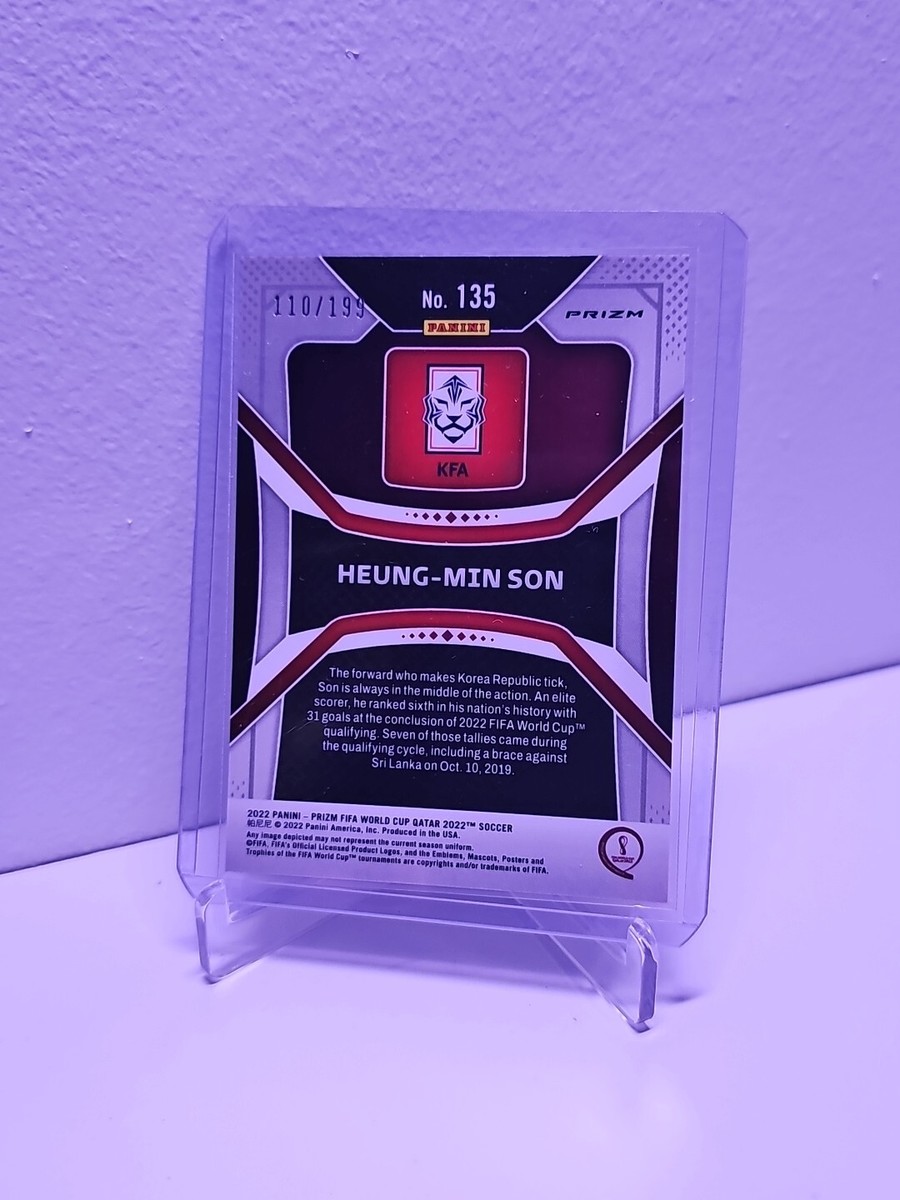 110/199
No. 135
PRIZM
PANINI
KFA
HEUNG-MIN SON
The forward who makes Korea Republic tick,
Son is always in the middle of the action. An elite
scorer, he ranked sixth in his nation's history with
31 goals at the conclusion of 2022 FIFA World Cup™
qualifying. Seven of those tallies came during
the qualifying cycle, including a brace against
Sri Lanka on Oct. 10, 2019.
2022 PANINI – PRIZM FIFA WORLD CUP QATAR 2022™ SOCCER
帕尼尼 © 2022 Panini America, Inc. Produced in the USA.
Any image depicted may not represent the current season uniform.
©FIFA, FIFA's Official Licensed Product Logos, and the Emblems, Mascots, Posters and
Trophies of the FIFA World Cup™ tournaments are copyrights and/or trademarks of FIFA.